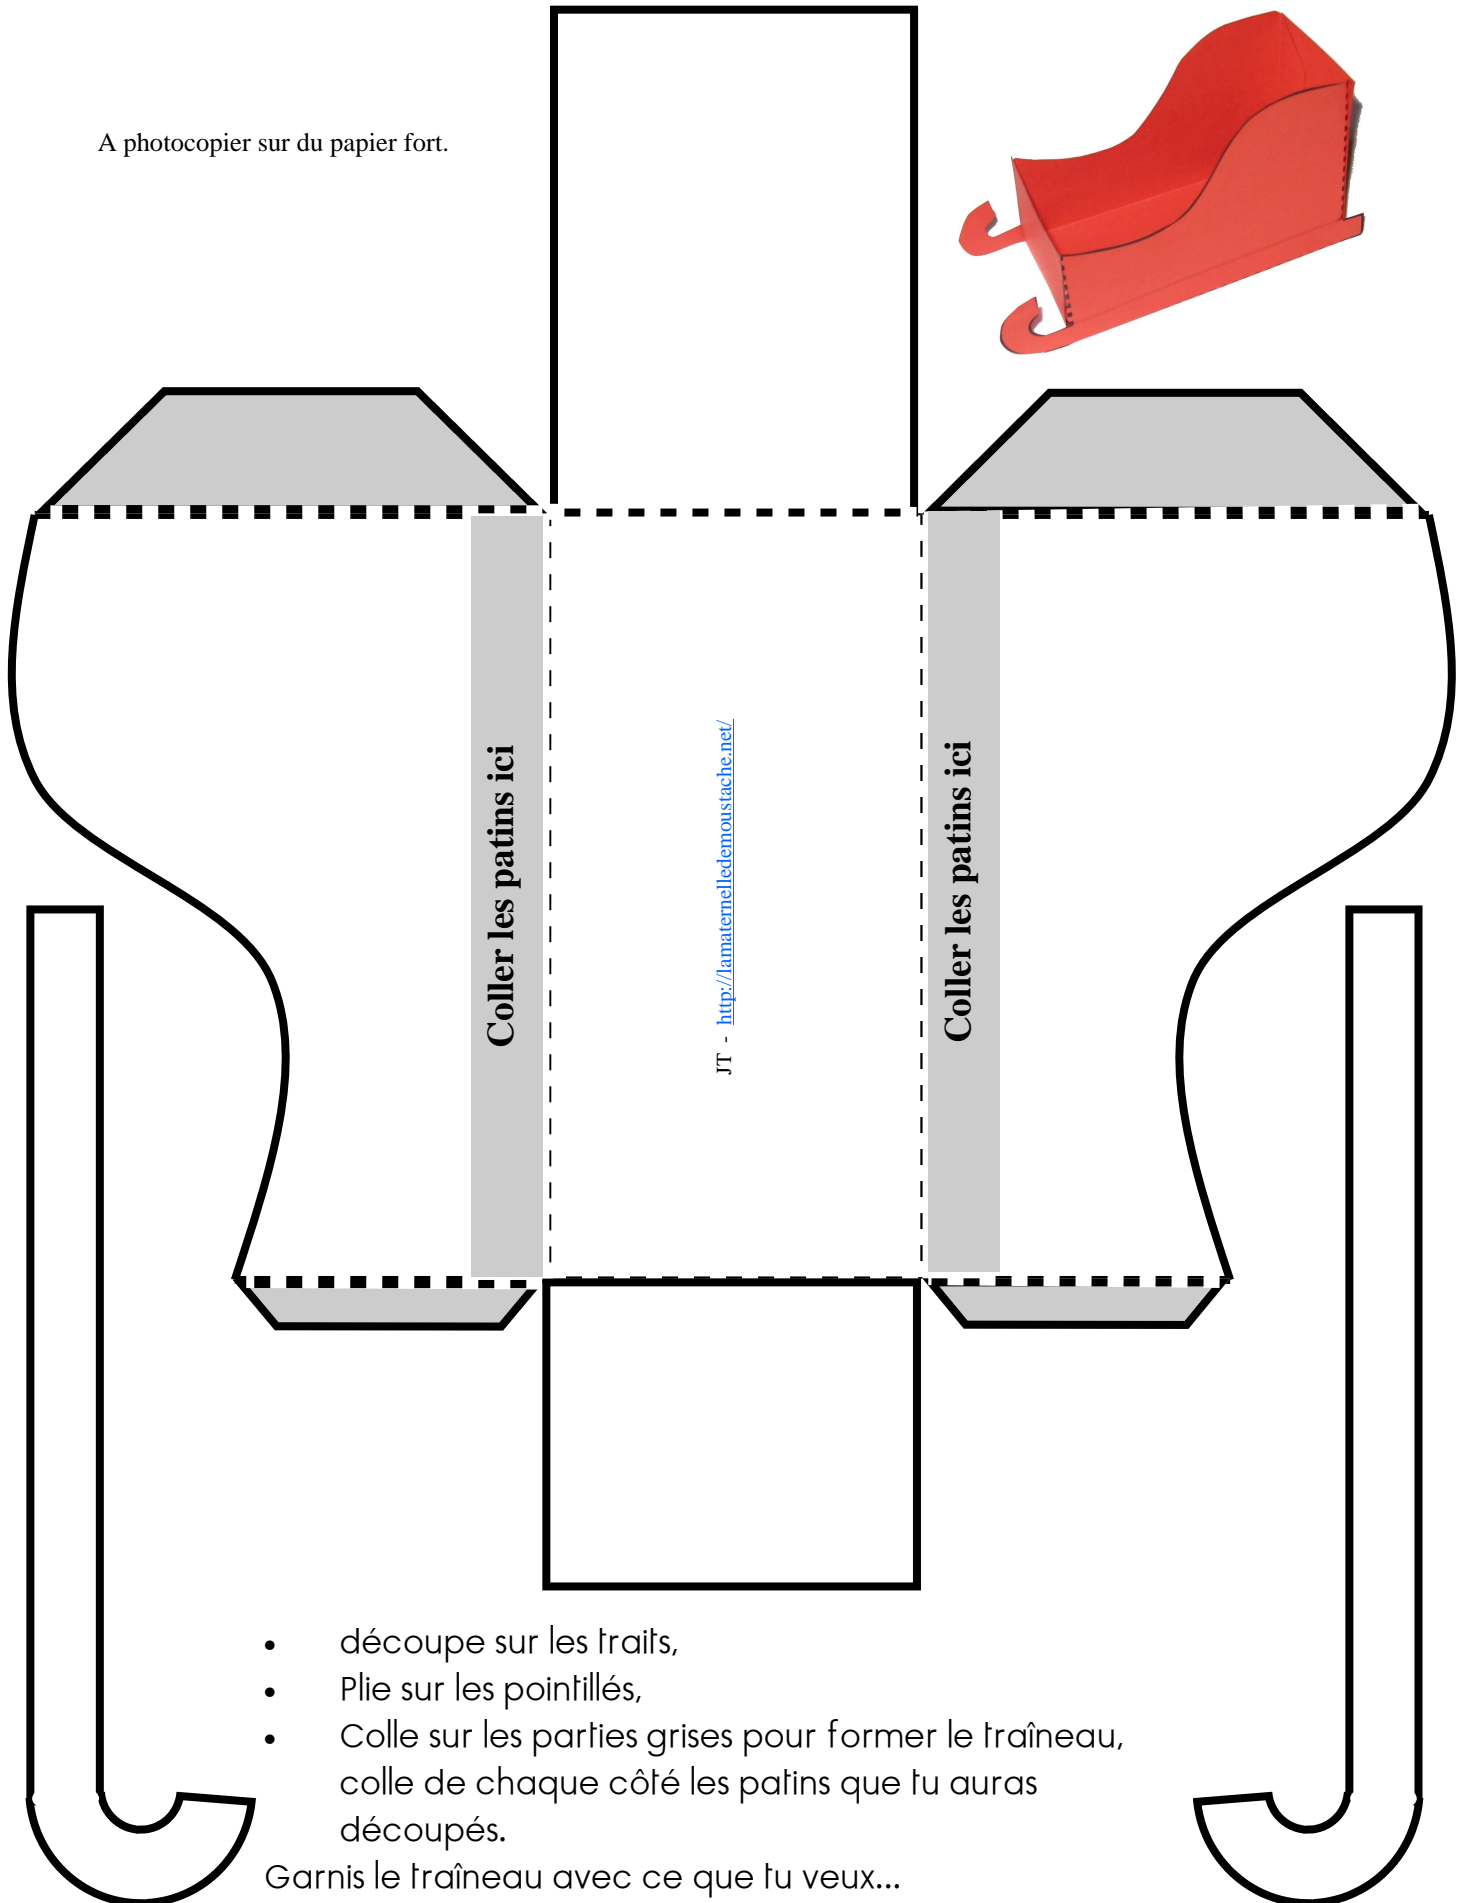 A photocopier sur du papier fort.
Coller les patins ici
JT - http://lamaternelledemoustache.net/
Coller les patins ici
• découpe sur les traits,
• Plie sur les pointillés,
• Colle sur les parties grises pour former le traîneau,
colle de chaque côté les patins que tu auras
découpés.
Garnis le traîneau avec ce que tu veux...